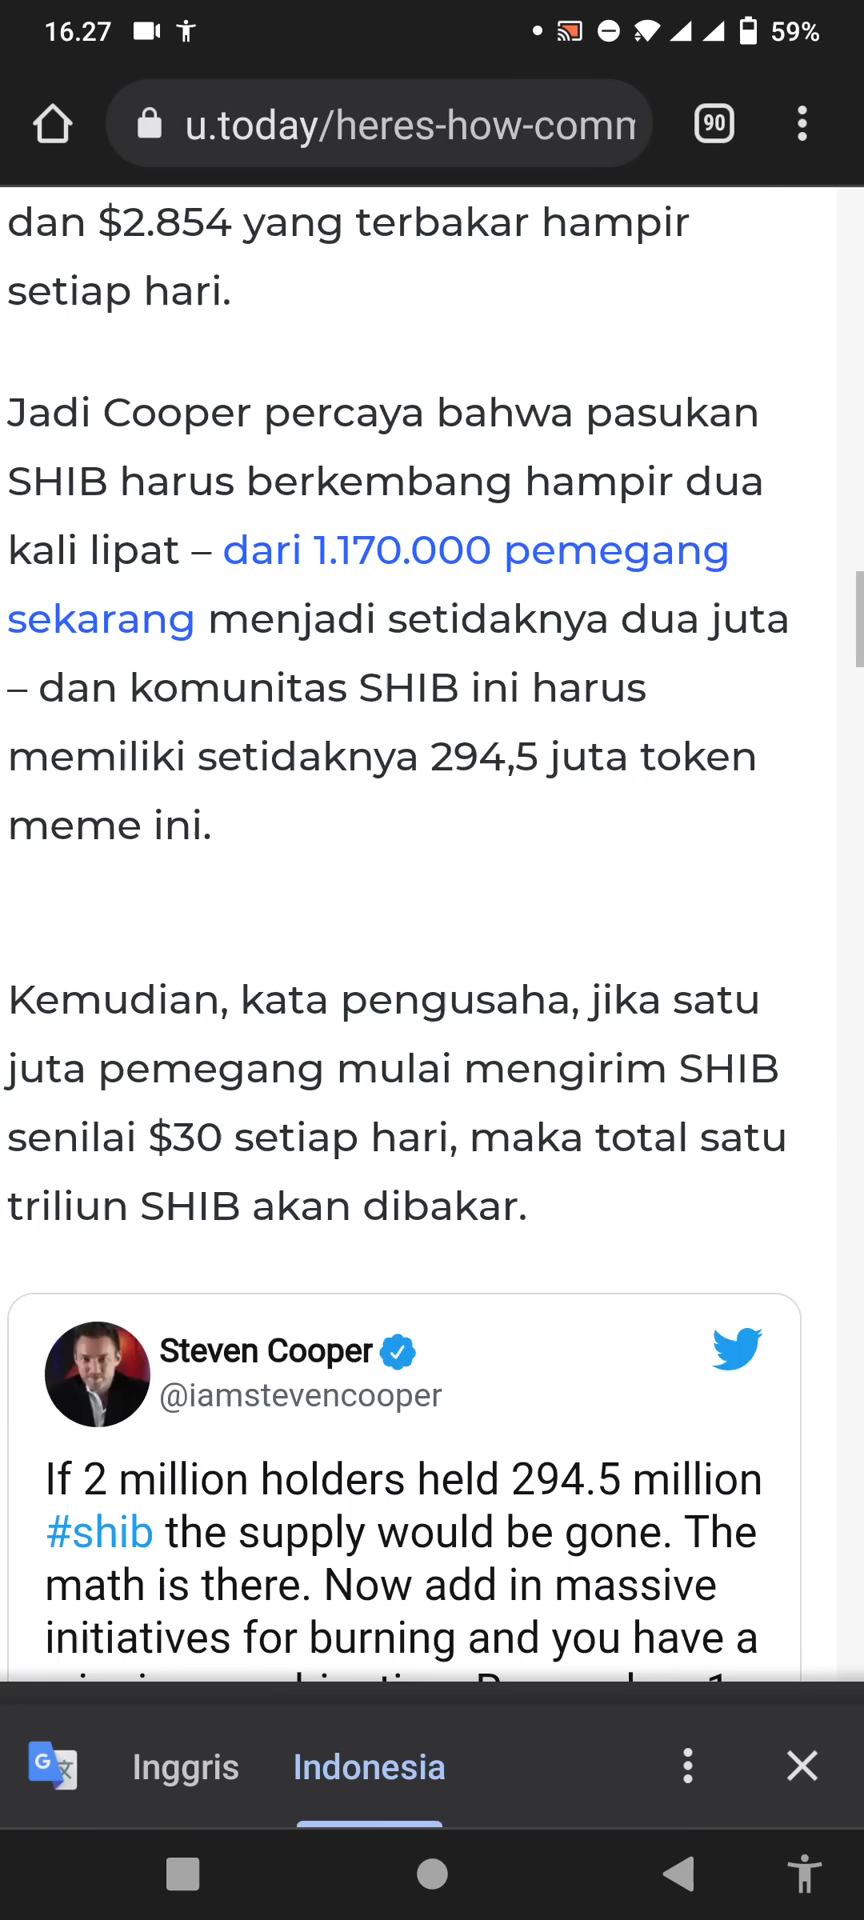 16.27
59%
u.today/heres-how-comm
90
dan $2.854 yang terbakar hampir
setiap hari.
Jadi Cooper percaya bahwa pasukan
SHIB harus berkembang hampir dua
kali lipat – dari 1.170.000 pemegang
sekarang menjadi setidaknya dua juta
– dan komunitas SHIB ini harus
memiliki setidaknya 294,5 juta token
meme ini.
Kemudian, kata pengusaha, jika satu
juta pemegang mulai mengirim SHIB
senilai $30 setiap hari, maka total satu
triliun SHIB akan dibakar.
Steven Cooper
@iamstevencooper
If 2 million holders held 294.5 million
#shib the supply would be gone. The
math is there. Now add in massive
initiatives for burning and you have a
Inggris Indonesia